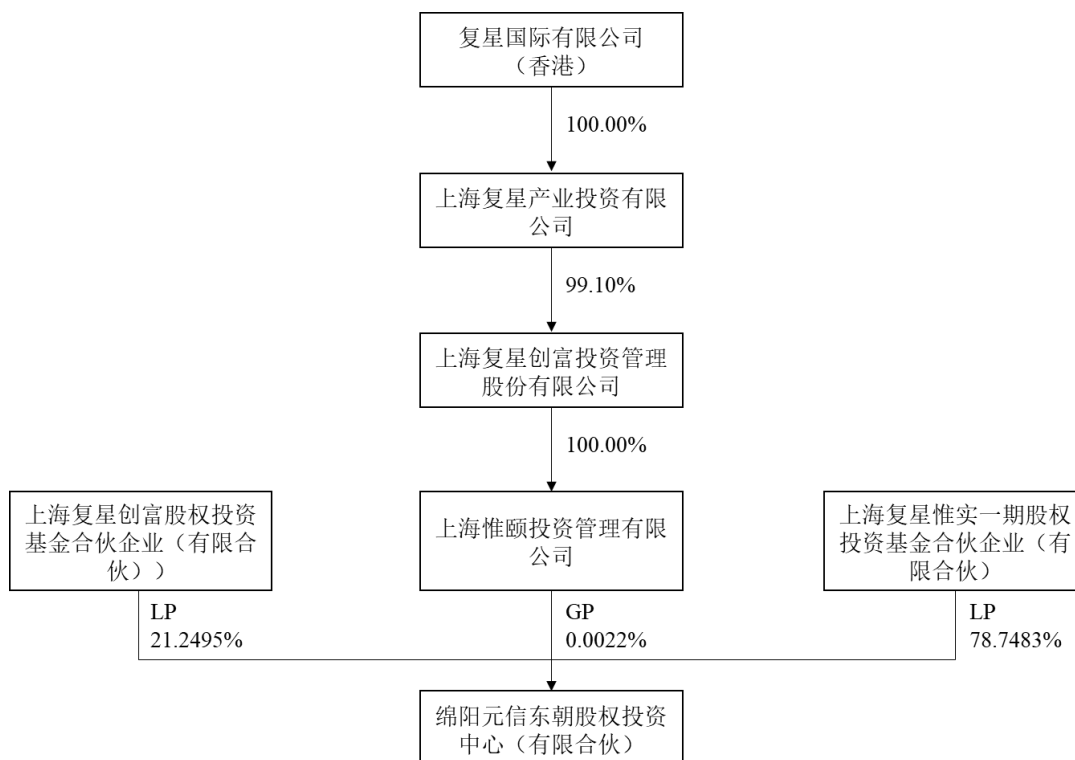 复星国际有限公司
（香港）
100.00%
上海复星产业投资有限
公司
99.10%
上海复星创富投资管理
股份有限公司
100.00%
上海复星创富股权投资
基金合伙企业（有限合
伙））
上海惟颐投资管理有限
公司
上海复星惟实一期股权
投资基金合伙企业（有
限合伙）
LP
21.2495%
GP
0.0022%
LP
78.7483%
绵阳元信东朝股权投资
中心（有限合伙）